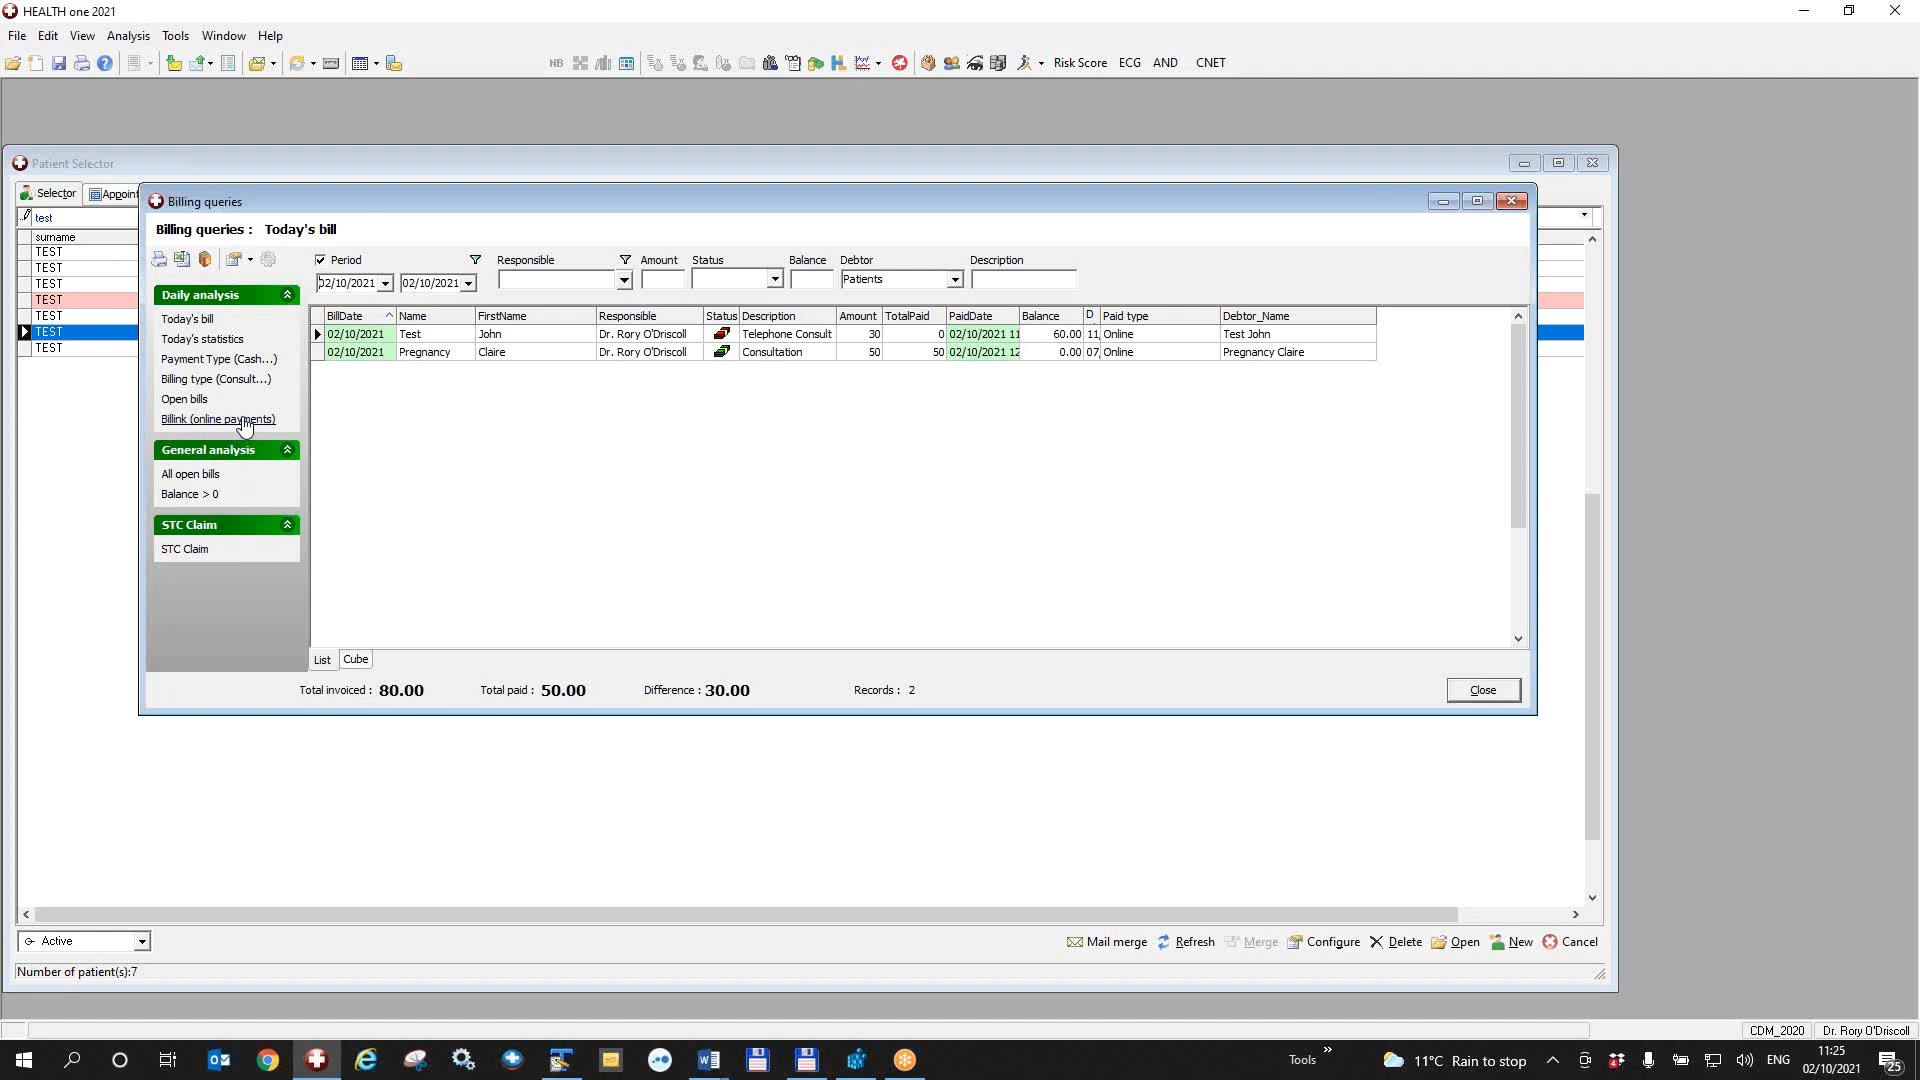 HEALTH one 2021
File Edit View Analysis Tools Window Help
NB Risk Score ECG AND CNET
Patient Selector
Selector Appoint
test
surname
TEST
TEST
TEST
TEST
TEST
TEST
TEST
Billing queries
Billing queries : Today's bill
Period Responsible Amount Status Balance Debtor Description
02/10/2021 02/10/2021 Patients
Daily analysis
Today's bill
Today's statistics
Payment Type (Cash...)
Billing type (Consult...)
Open bills
Billink (online payments)
General analysis
All open bills
Balance > 0
STC Claim
STC Claim
BillDate Name FirstName Responsible Status Description Amount TotalPaid PaidDate Balance D Paid type Debtor_Name
02/10/2021 Test John Dr. Rory O'Driscoll Telephone Consult 30 0 02/10/2021 11 60.00 11, Online Test John
02/10/2021 Pregnancy Claire Dr. Rory O'Driscoll Consultation 50 50 02/10/2021 12 0.00 07, Online Pregnancy Claire
List Cube
Total invoiced : 80.00 Total paid : 50.00 Difference : 30.00 Records : 2 Close
Active Mail merge Refresh Merge Configure Delete Open New Cancel
Number of patient(s):7
CDM_2020 Dr. Rory O'Driscoll
Tools » 11°C Rain to stop ENG 11:25
02/10/2021 25